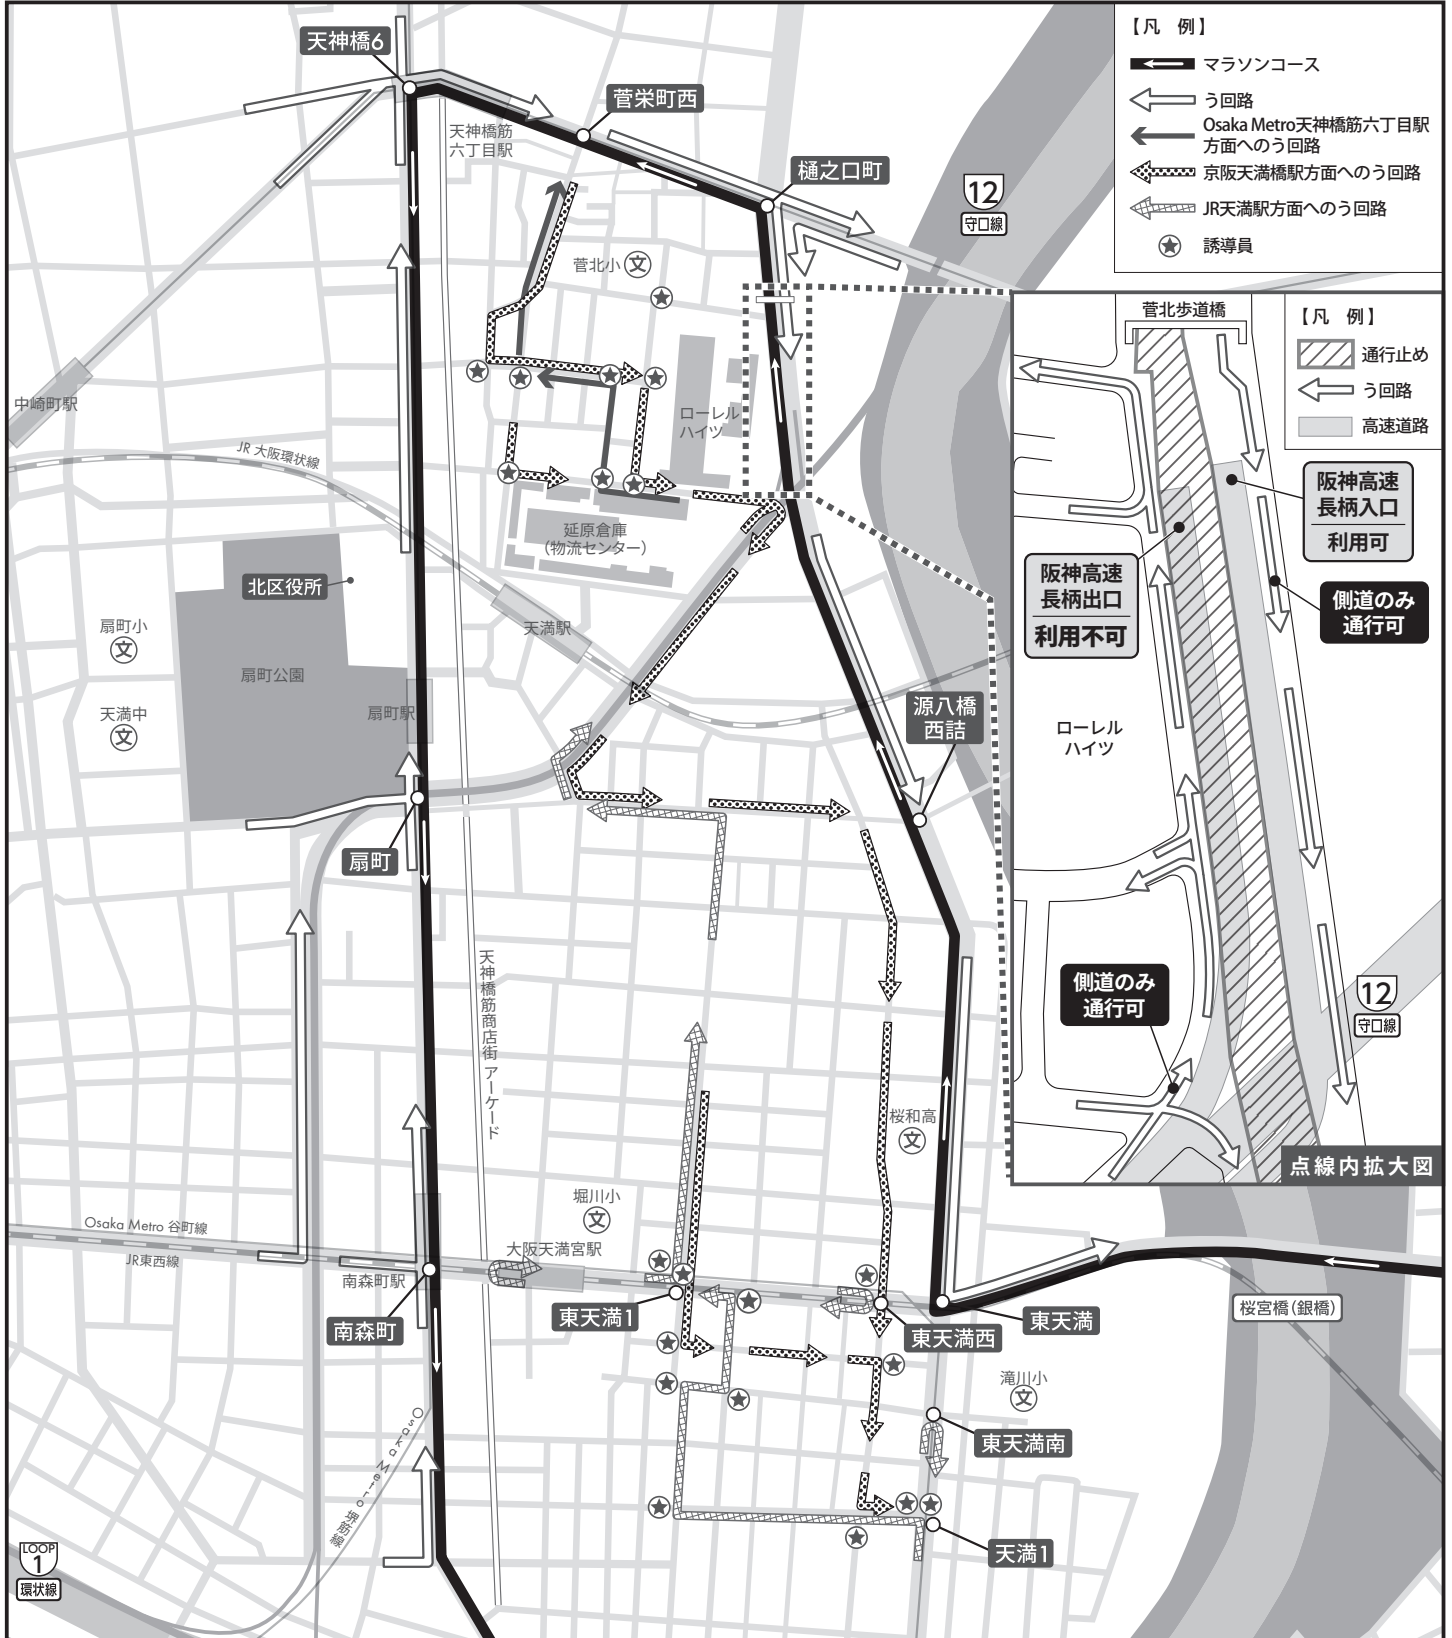 天神橋6
菅栄町西
樋之口町
天神橋筋
六丁目駅
12
守口線
【凡 例】
マラソンコース
う回路
Osaka Metro天神橋筋六丁目駅
方面へのう回路
京阪天満橋駅方面へのう回路
JR天満駅方面へのう回路
誘導員
菅北小
文
中崎町駅
JR 大阪環状線
ローレル
ハイツ
延原倉庫
(物流センター)
北区役所
扇町小
文
扇町公園
天満中
文
天満駅
扇町駅
扇町
源八橋
西詰
菅北歩道橋
【凡 例】
通行止め
う回路
高速道路
阪神高速
長柄入口
利用可
阪神高速
長柄出口
利用不可
側道のみ
通行可
ローレル
ハイツ
側道のみ
通行可
12
守口線
点線内拡大図
天神橋筋商店街 アーケード
桜和高
文
堀川小
文
Osaka Metro 谷町線
JR東西線
大阪天満宮駅
南森町駅
南森町
東天満1
東天満西
東天満
桜宮橋(銀橋)
滝川小
文
東天満南
天満1
Osaka Metro 堺筋線
LOOP
1
環状線